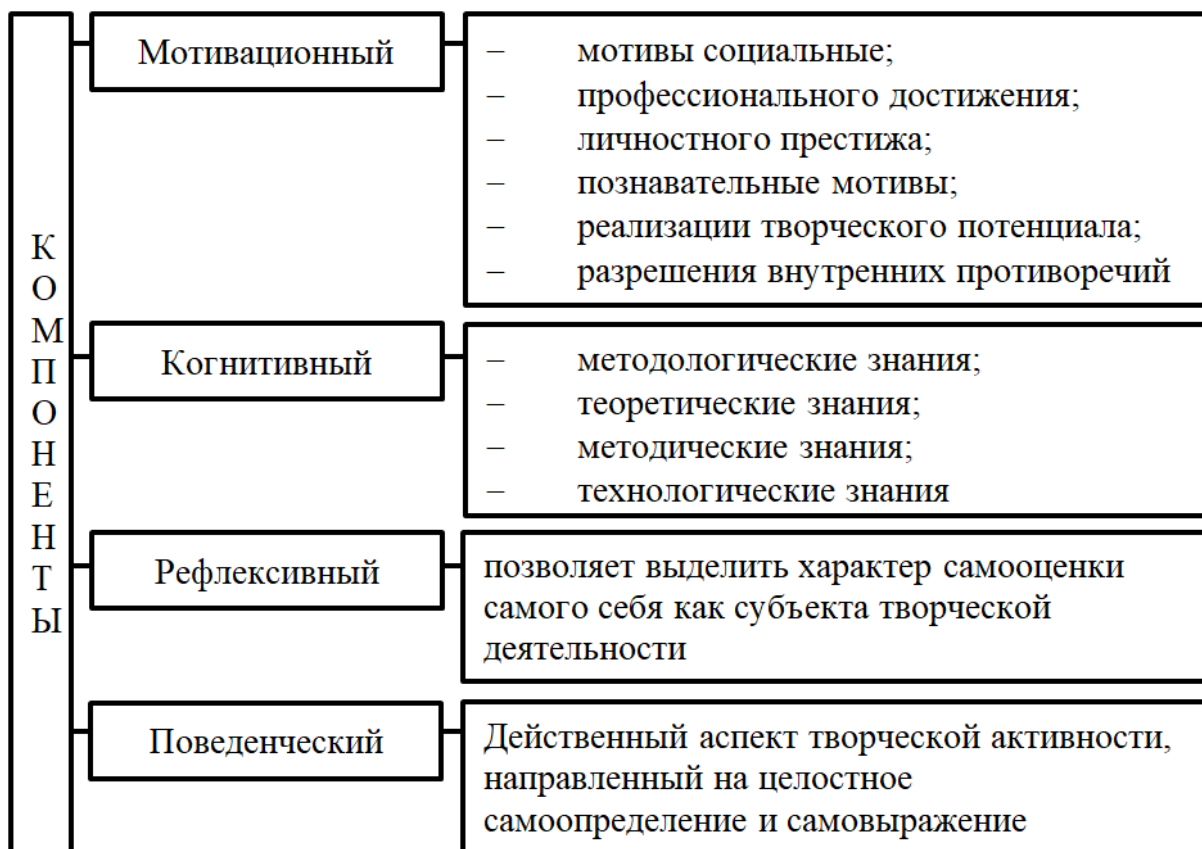 КОМПОНЕНТЫ
Мотивационный
– мотивы социальные;
– профессионального достижения;
– личностного престижа;
– познавательные мотивы;
– реализации творческого потенциала;
– разрешения внутренних противоречий
Когнитивный
– методологические знания;
– теоретические знания;
– методические знания;
– технологические знания
Рефлексивный
позволяет выделить характер самооценки
самого себя как субъекта творческой
деятельности
Поведенческий
Действенный аспект творческой активности,
направленный на целостное
самоопределение и самовыражение